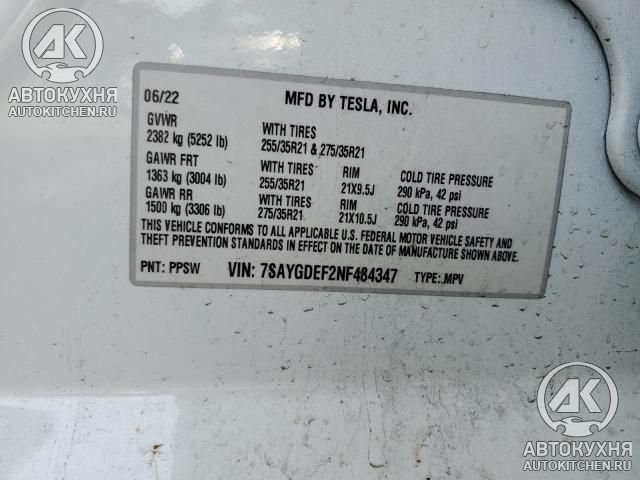 АК
АВТОКУХНЯ
AUTOKITCHEN.RU
06/22 MFD BY TESLA, INC.
GVWR
2382 kg (5252 lb) WITH TIRES
255/35R21 & 275/35R21
GAWR FRT
1363 kg (3004 lb) WITH TIRES
255/35R21 RIM
21X9.5J COLD TIRE PRESSURE
290 kPa, 42 psi
GAWR RR
1500 kg (3306 lb) WITH TIRES
275/35R21 RIM
21X10.5J COLD TIRE PRESSURE
290 kPa, 42 psi
THIS VEHICLE CONFORMS TO ALL APPLICABLE U.S. FEDERAL MOTOR VEHICLE SAFETY AND
THEFT PREVENTION STANDARDS IN EFFECT ON THE DATE OF MANUFACTURE SHOWN ABOVE.
PNT: PPSW VIN: 7SAYGDEF2NF484347 TYPE: MPV
АК
АВТОКУХНЯ
AUTOKITCHEN.RU